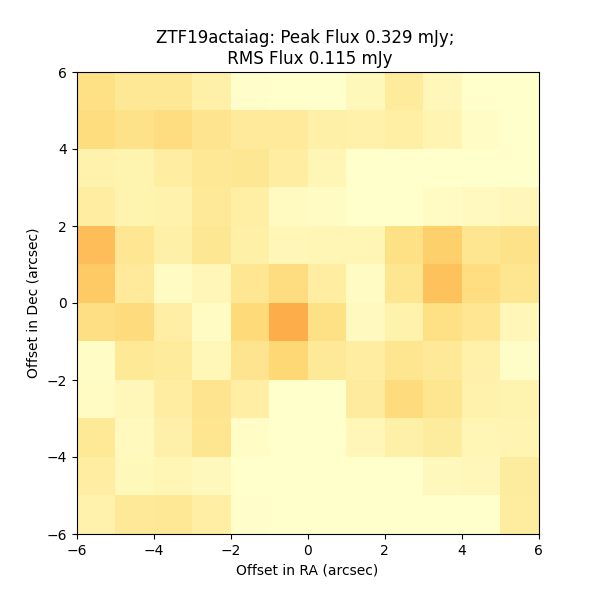 ZTF19actaiag: Peak Flux 0.329 mJy;
RMS Flux 0.115 mJy
6
4
2
0
−2
−4
−6
Offset in Dec (arcsec)
−6 −4 −2 0 2 4 6
Offset in RA (arcsec)